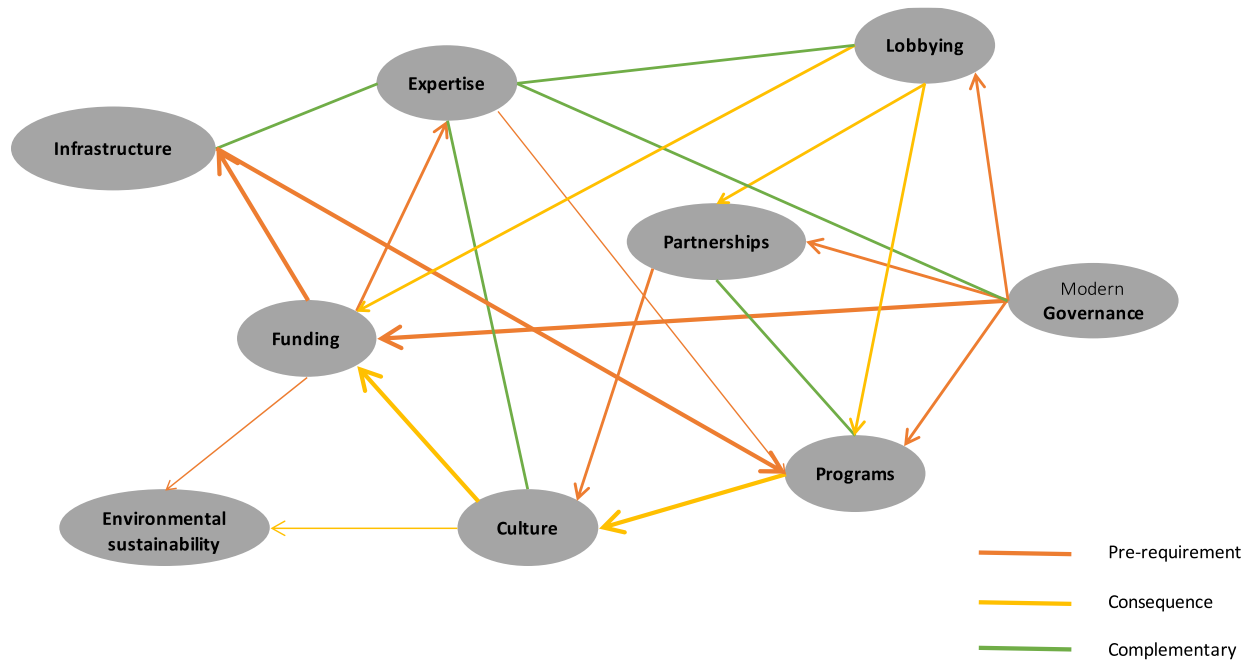 Lobbying
Expertise
Infrastructure
Partnerships
Modern
Governance
Funding
Programs
Environmental
sustainability
Culture
Pre-requirement
Consequence
Complementary